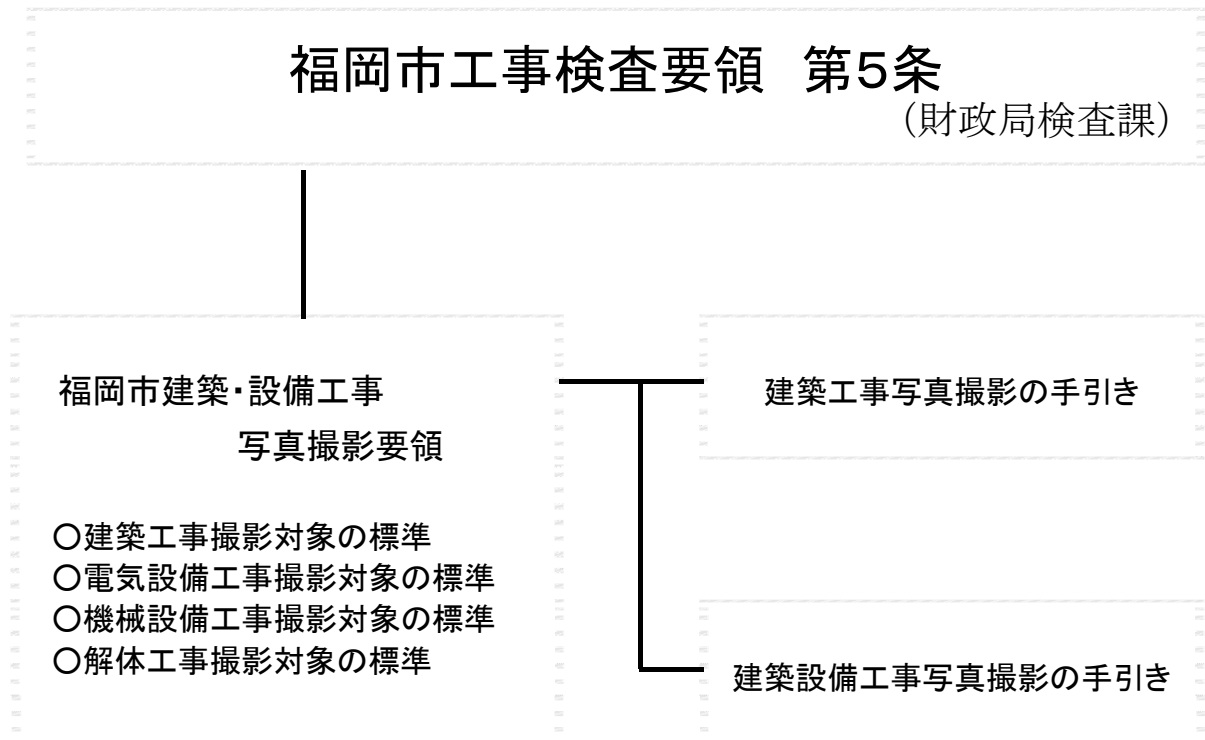 福岡市工事検査要領　第5条
（財政局検査課）
福岡市建築・設備工事
写真撮影要領
○建築工事撮影対象の標準
○電気設備工事撮影対象の標準
○機械設備工事撮影対象の標準
○解体工事撮影対象の標準
建築工事写真撮影の手引き
建築設備工事写真撮影の手引き